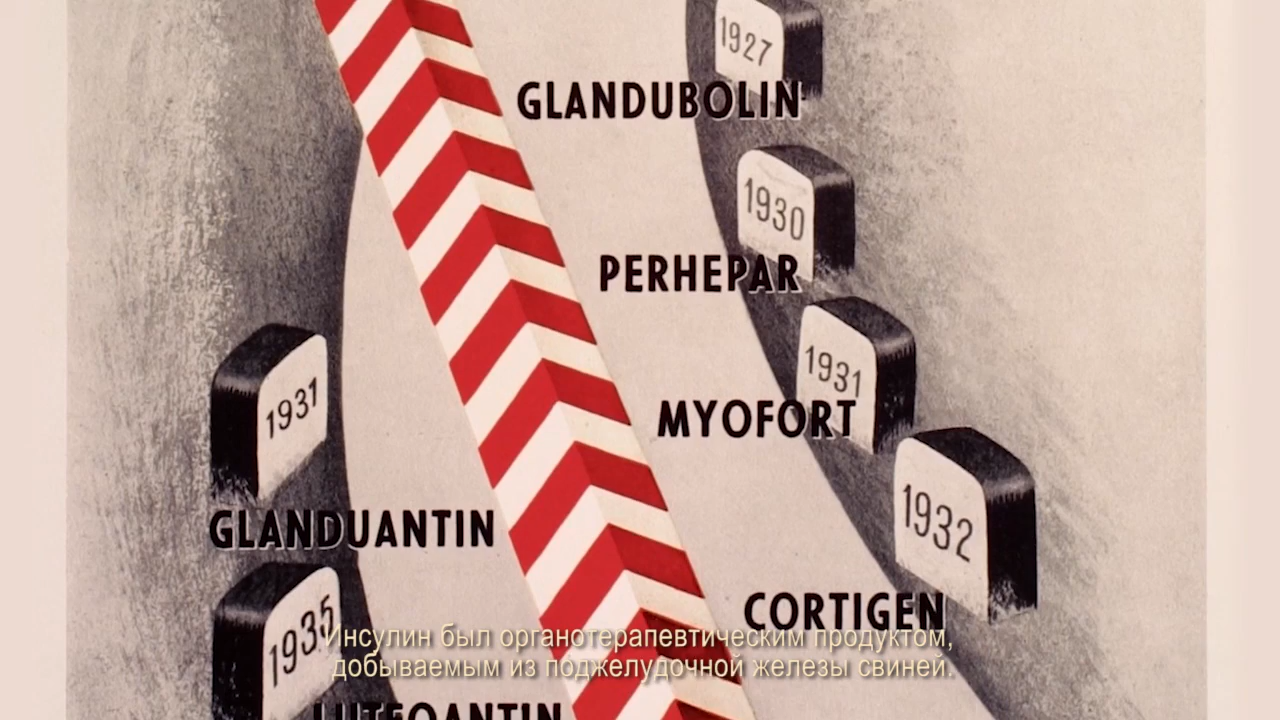 1927
GLANDUBOLIN
1930
PERHEPAR
1931
MYOFORT
1932
CORTIGEN
1931
GLANDUANTIN
1935
LUTEOANTIN
Инсулин был органотерапевтическим продуктом,
добываемым из поджелудочной железы свиней.